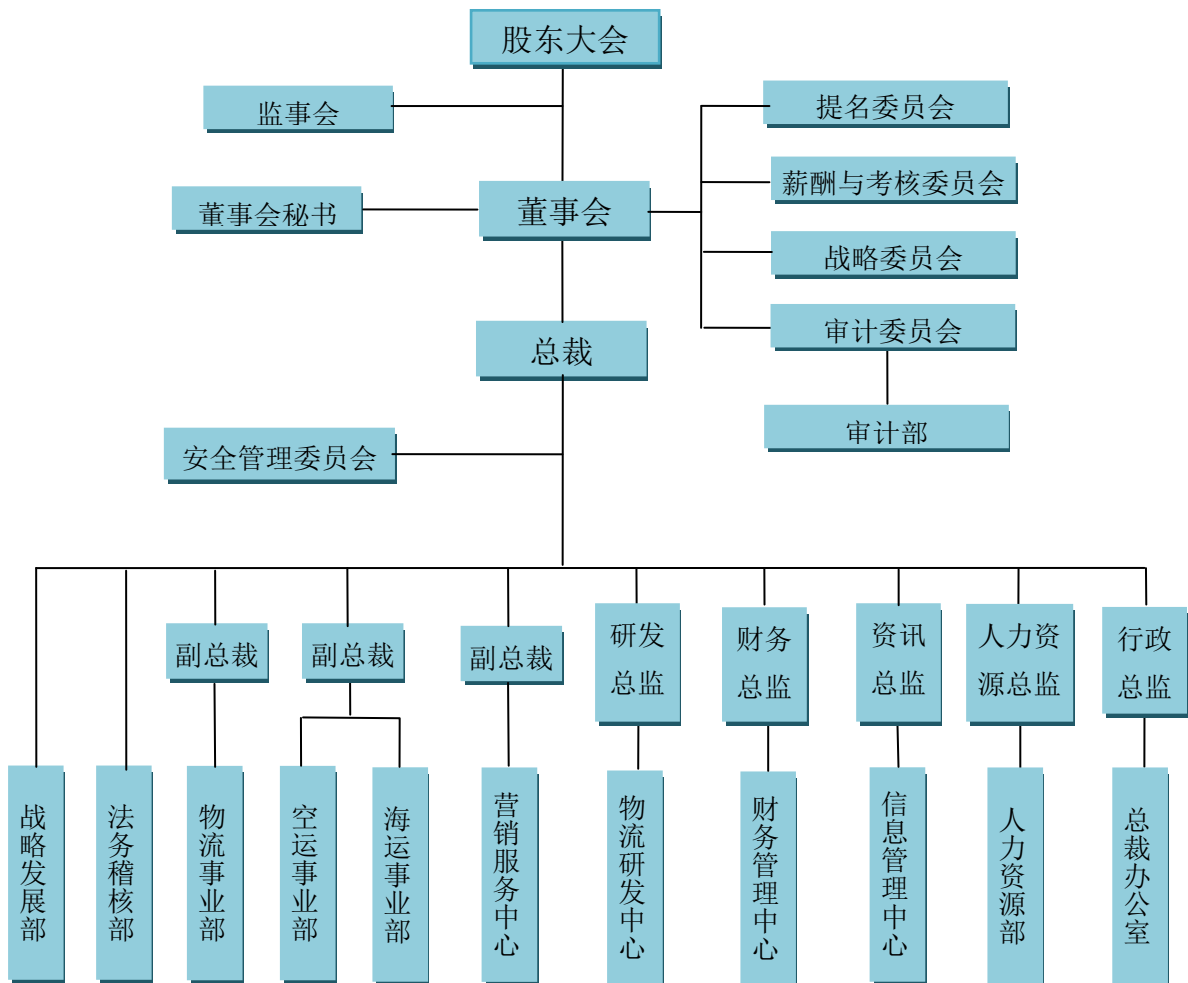 股东大会
监事会
提名委员会
薪酬与考核委员会
董事会秘书
董事会
战略委员会
审计委员会
总裁
审计部
安全管理委员会
副总裁
副总裁
副总裁
研发
总监
财务
总监
资讯
总监
人力资
源总监
行政
总监
战略发展部
法务稽核部
物流事业部
空运事业部
海运事业部
营销服务中心
物流研发中心
财务管理中心
信息管理中心
人力资源部
总裁办公室